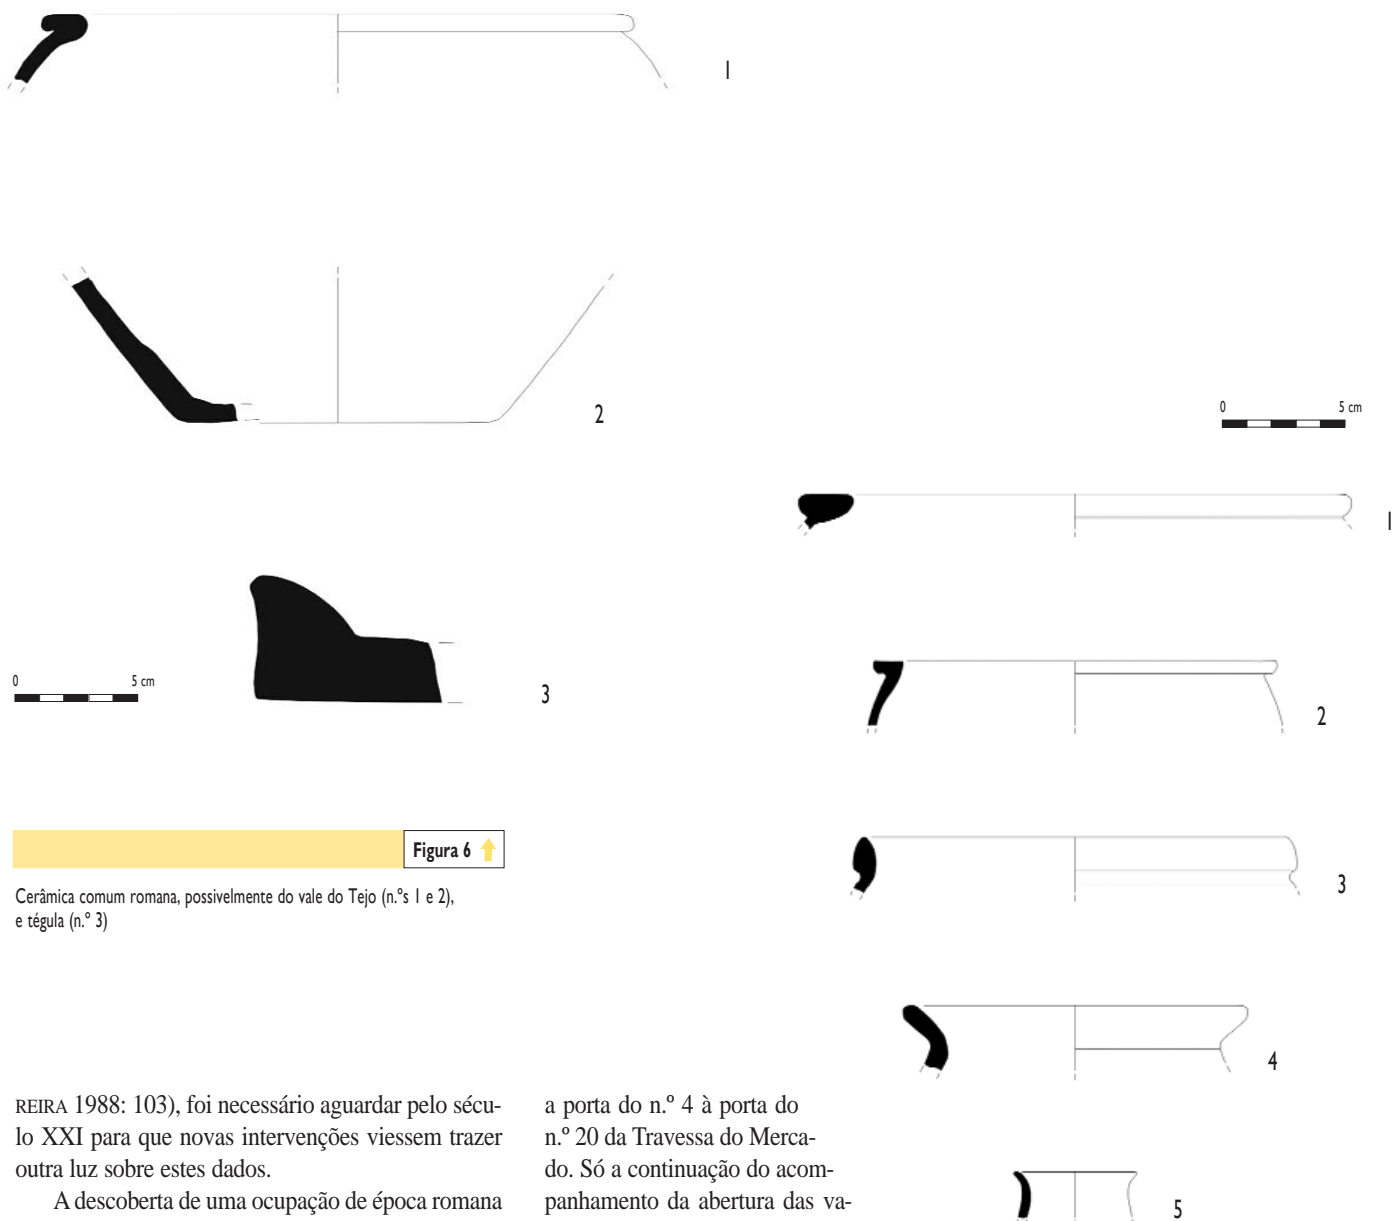 1
2
0 5 cm
3
Figura 6
Cerâmica comum romana, possivelmente do vale do Tejo (n.ºs 1 e 2),
e tégula (n.º 3)
0 5 cm
1
2
3
4
5
REIRA 1988: 103), foi necessário aguardar pelo sécu-
lo XXI para que novas intervenções viessem trazer
outra luz sobre estes dados.
A descoberta de uma ocupação de época romana
a porta do n.º 4 à porta do
n.º 20 da Travessa do Merca-
do. Só a continuação do acom-
panhamento da abertura das va-